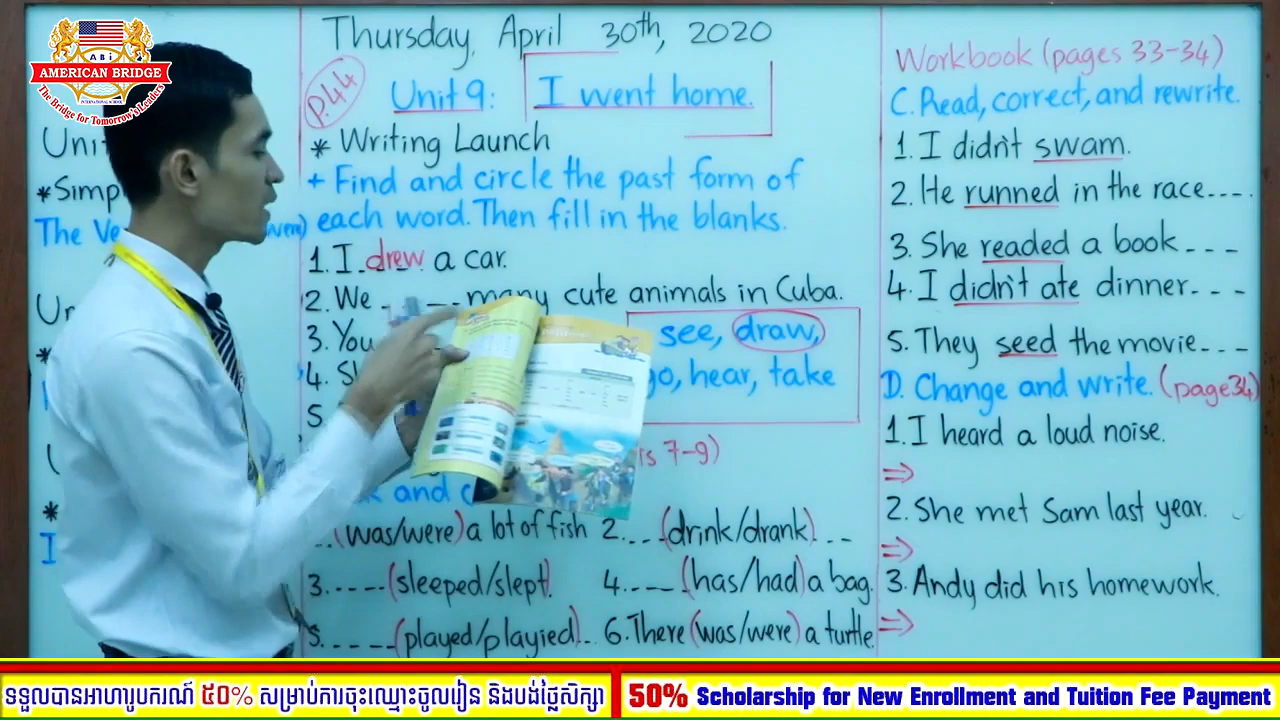 ABi
AMERICAN BRIDGE
INTERNATIONAL SCHOOL
The Bridge for Tomorrow's Leaders
Thursday, April 30th, 2020
P.44
Unit 9: I went home.
* Writing Launch
+ Find and circle the past form of
each word. Then fill in the blanks.
1. I drew a car.
2. We ---- many cute animals in Cuba.
3. You
4.
5.
see, draw,
go, hear, take
7-9)
(was/were) a lot of fish
2. --- (drink/drank) --
3. ---- (sleeped/slept).
4. ---- (has/had) a bag.
5. ---- (played/playied)..
6. There (was/were) a turtle.
* Simp
The Ve
Workbook (pages 33-34)
C. Read, correct, and rewrite.
1. I didn't swam.
2. He runned in the race....
3. She readed a book ---
4. I didn't ate dinner. --
5. They seed the movie. --
D. Change and write. (page 34)
1. I heard a loud noise.
⇒
2. She met Sam last year.
⇒
3. Andy did his homework.
⇒
ទទួលបានអាហារូបករណ៍ ៥០% សម្រាប់ការចុះឈ្មោះចូលរៀន និងបង់ថ្លៃសិក្សា
50% Scholarship for New Enrollment and Tuition Fee Payment